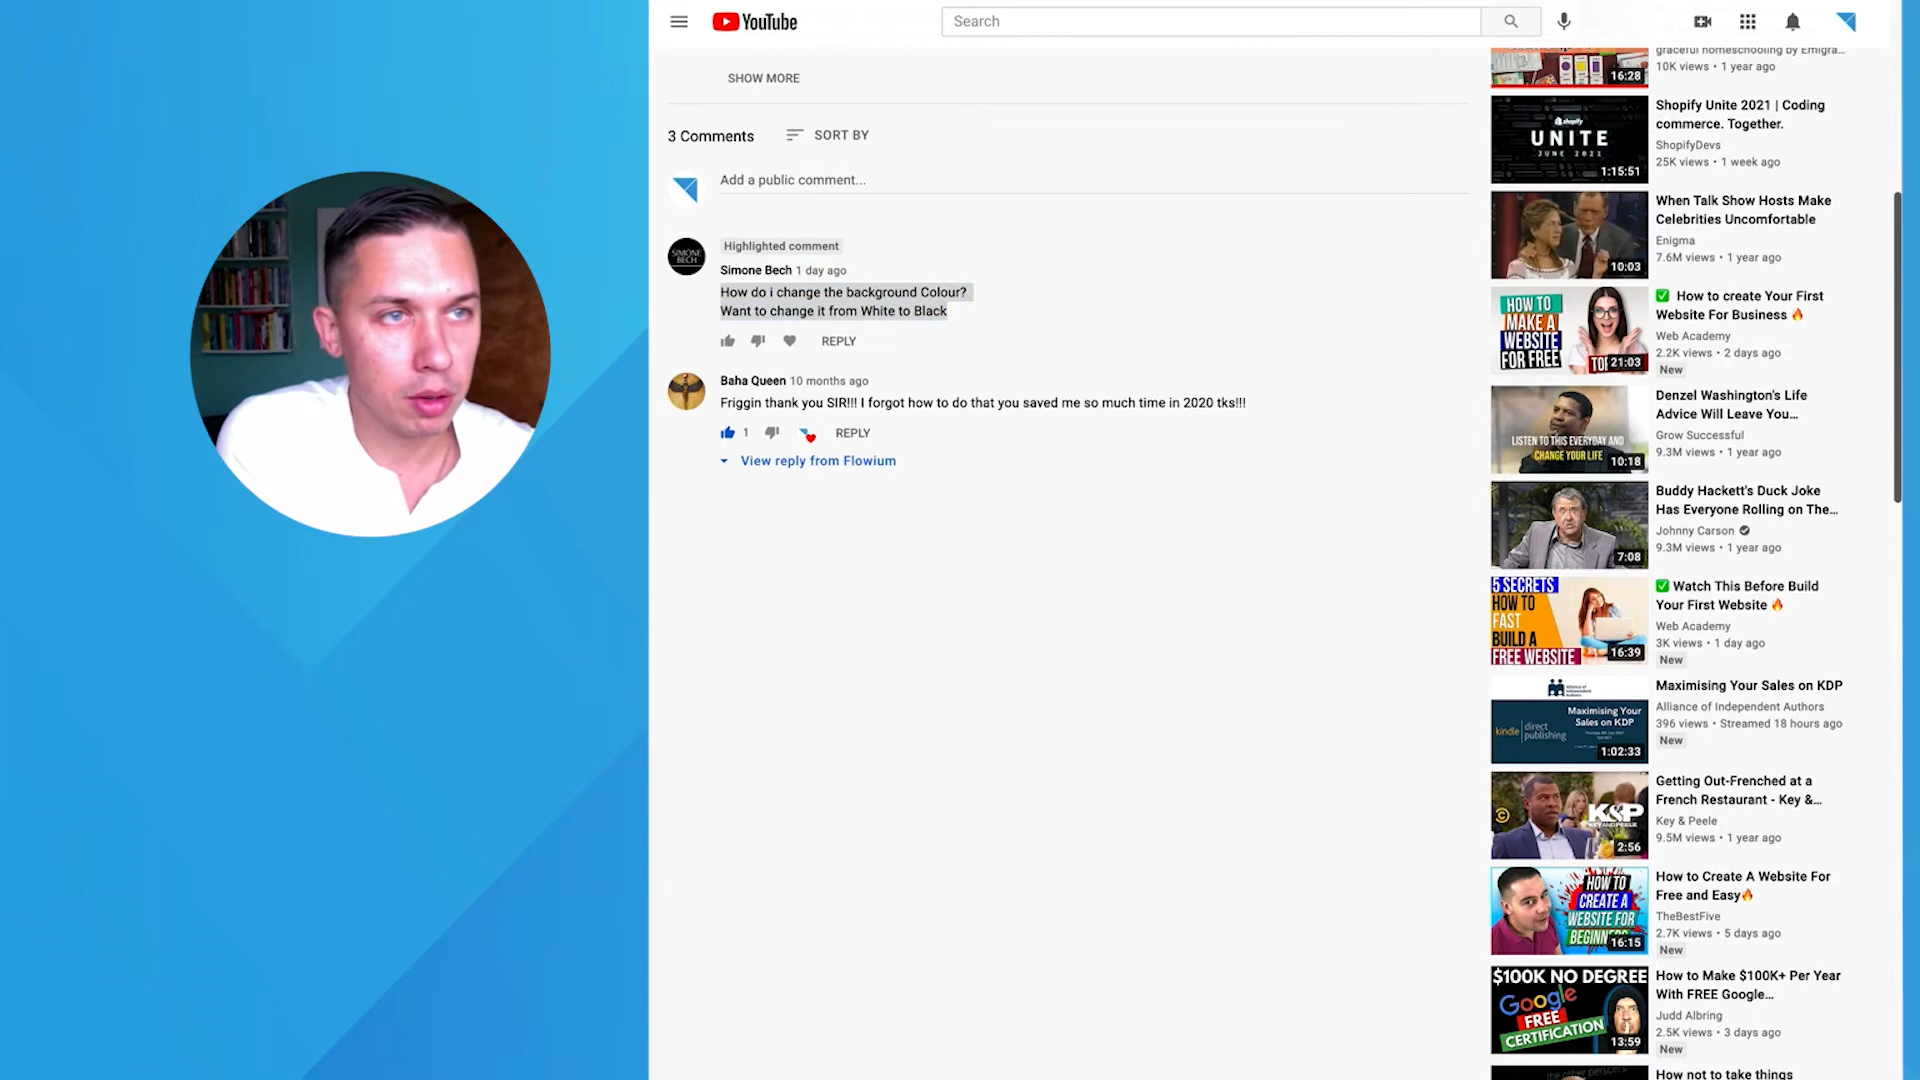 YouTube
Search
SHOW MORE
3 Comments
SORT BY
Add a public comment...
SIMONE
BECH
Highlighted comment
Simone Bech 1 day ago
How do i change the background Colour?
Want to change it from White to Black
REPLY
Baha Queen 10 months ago
Friggin thank you SIR!!! I forgot how to do that you saved me so much time in 2020 tks!!!
1
REPLY
View reply from Flowium
16:28
graceful homeschooling by Emigra...
10K views • 1 year ago
shopify
UNITE
JUNE 2021
1:15:51
Shopify Unite 2021 | Coding
commerce. Together.
ShopifyDevs
25K views • 1 week ago
10:03
When Talk Show Hosts Make
Celebrities Uncomfortable
Enigma
7.6M views • 1 year ago
HOW TO
MAKE A
WEBSITE
FOR FREE
TOP
21:03
✅ How to create Your First
Website For Business 🔥
Web Academy
2.2K views • 2 days ago
New
LISTEN TO THIS EVERYDAY AND
CHANGE YOUR LIFE
10:18
Denzel Washington's Life
Advice Will Leave You...
Grow Successful
9.3M views • 1 year ago
7:08
Buddy Hackett's Duck Joke
Has Everyone Rolling on The...
Johnny Carson
9.3M views • 1 year ago
5 SECRETS
HOW TO
FAST
BUILD A
FREE WEBSITE
16:39
✅ Watch This Before Build
Your First Website 🔥
Web Academy
3K views • 1 day ago
New
Maximising Your
Sales on KDP
kindle direct
publishing
1:02:33
Maximising Your Sales on KDP
Alliance of Independent Authors
396 views • Streamed 18 hours ago
New
K&P
2:56
Getting Out-Frenched at a
French Restaurant - Key &...
Key & Peele
9.5M views • 1 year ago
HOW TO
CREATE A
WEBSITE FOR
BEGINNERS
16:15
How to Create A Website For
Free and Easy🔥
TheBestFive
2.7K views • 5 days ago
New
$100K NO DEGREE
Google
FREE
CERTIFICATION
13:59
How to Make $100K+ Per Year
With FREE Google...
Judd Albring
2.5K views • 3 days ago
New
How not to take things